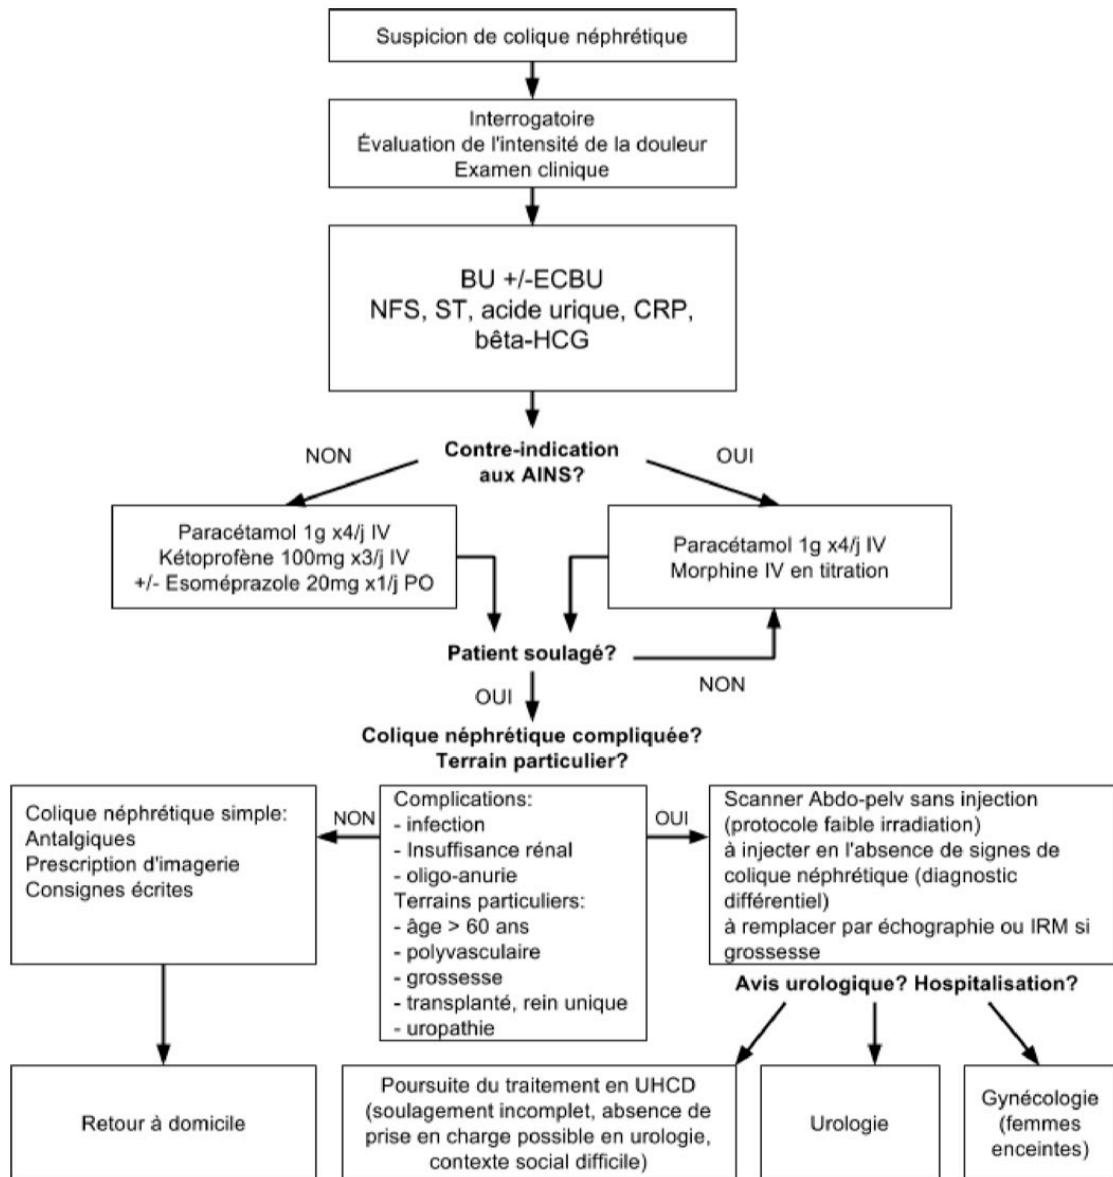 Suspicion de colique néphrétique
Interrogatoire
Évaluation de l'intensité de la douleur
Examen clinique
BU +/-ECBU
NFS, ST, acide urique, CRP,
bêta-HCG
Contre-indication
aux AINS?
NON
OUI
Paracétamol 1g x4/j IV
Kétoprofène 100mg x3/j IV
+/- Esoméprazole 20mg x1/j PO
Paracétamol 1g x4/j IV
Morphine IV en titration
Patient soulagé?
NON
OUI
Colique néphrétique compliquée?
Terrain particulier?
Colique néphrétique simple:
Antalgiques
Prescription d'imagerie
Consignes écrites
NON
Complications:
- infection
- Insuffisance rénal
- oligo-anurie
Terrains particuliers:
- âge > 60 ans
- polyvasculaire
- grossesse
- transplanté, rein unique
- uropathie
OUI
Scanner Abdo-pelv sans injection
(protocole faible irradiation)
à injecter en l'absence de signes de
colique néphrétique (diagnostic
différentiel)
à remplacer par échographie ou IRM si
grossesse
Avis urologique? Hospitalisation?
Retour à domicile
Poursuite du traitement en UHCD
(soulagement incomplet, absence de
prise en charge possible en urologie,
contexte social difficile)
Urologie
Gynécologie
(femmes
enceintes)